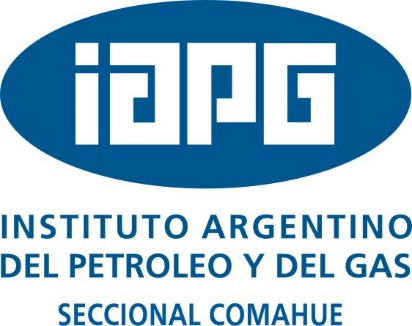 iapg
INSTITUTO ARGENTINO
DEL PETROLEO Y DEL GAS
SECCIONAL COMAHUE